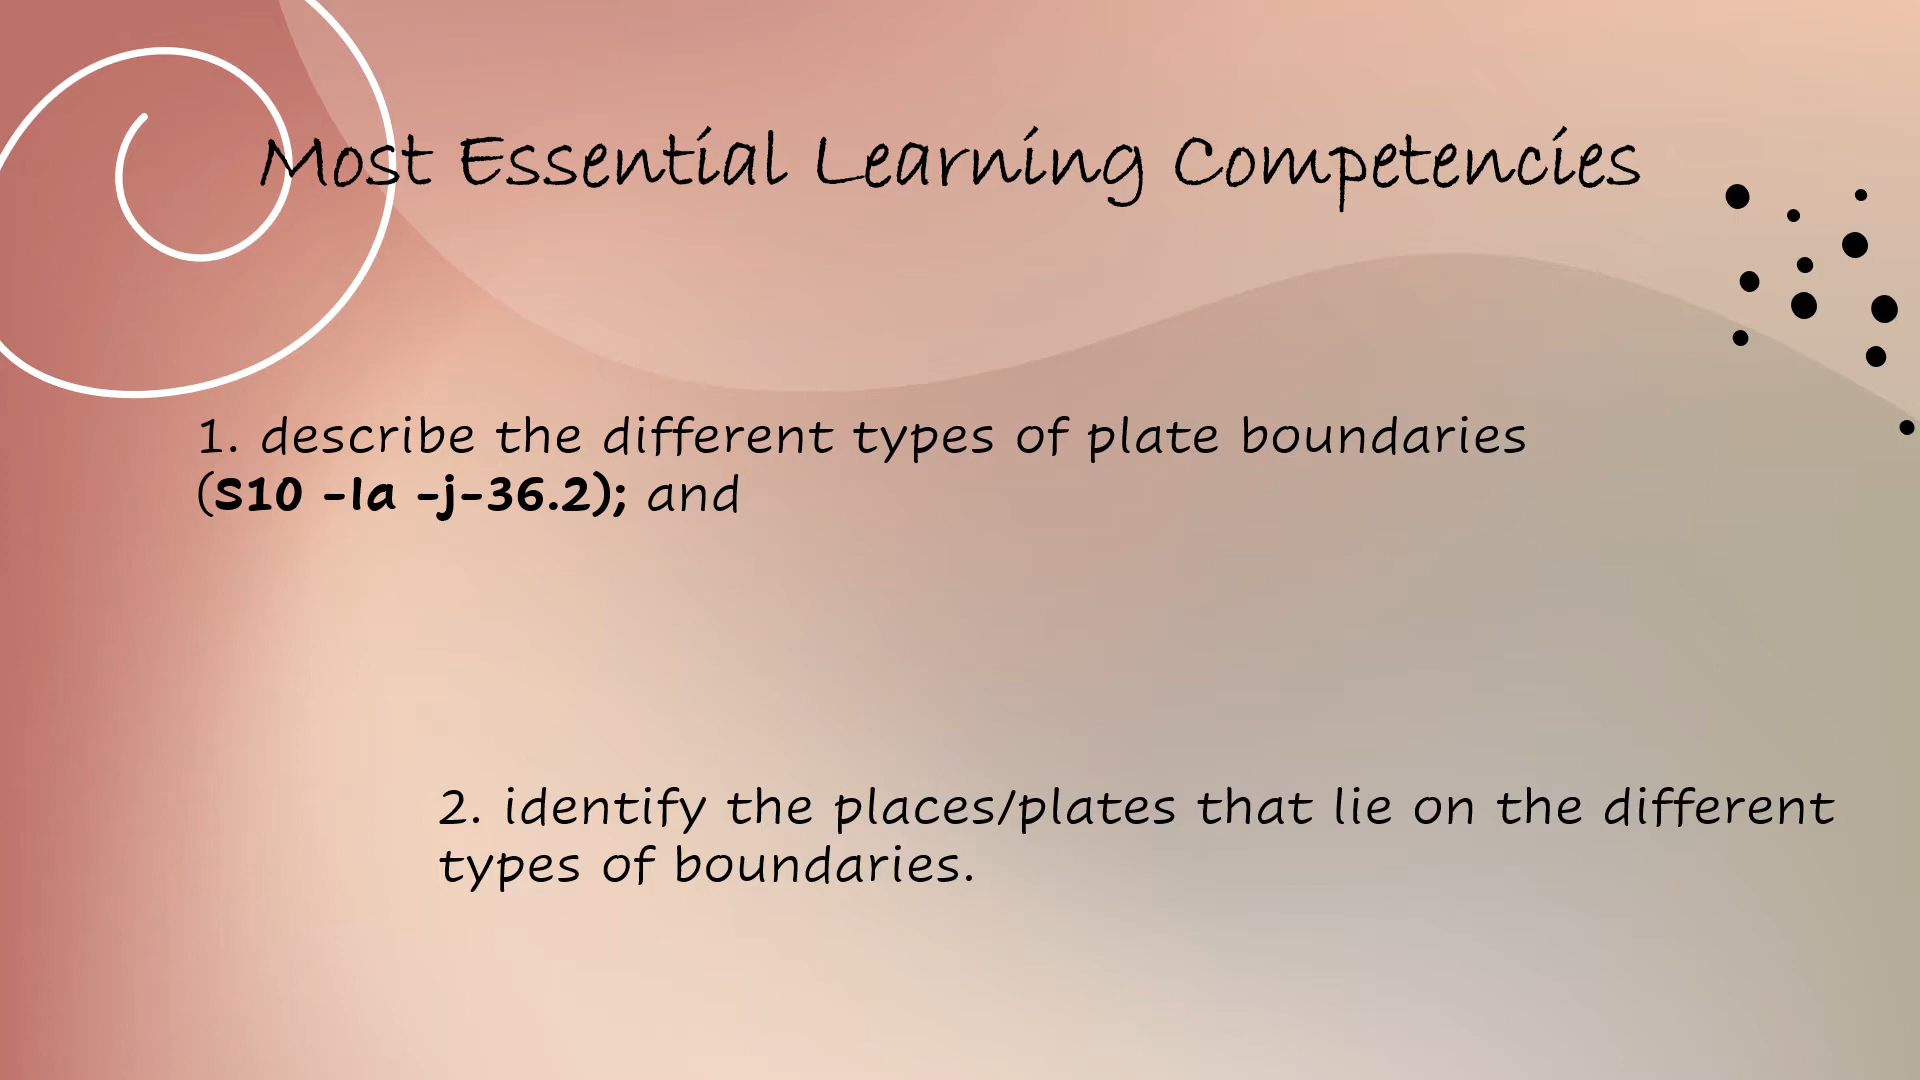 Most Essential Learning Competencies
1. describe the different types of plate boundaries
(S10 -Ia -j-36.2); and
2. identify the places/plates that lie on the different
types of boundaries.